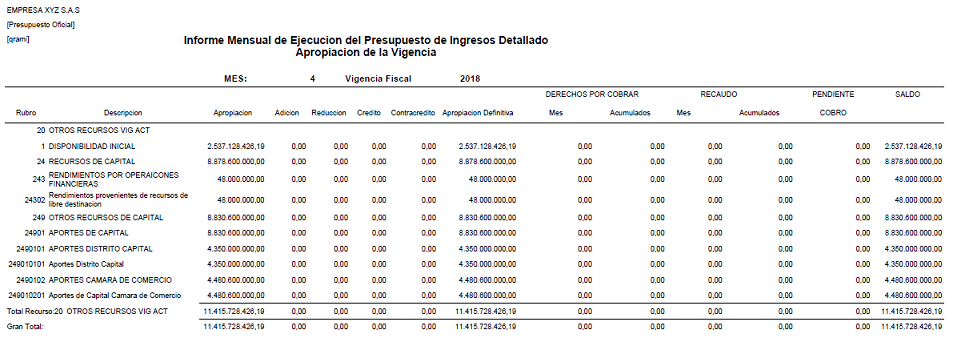 EMPRESA XYZ S.A.S
[Presupuesto Oficial]
[qrami]
Informe Mensual de Ejecucion del Presupuesto de Ingresos Detallado
Apropiacion de la Vigencia
MES: 4 Vigencia Fiscal 2018
DERECHOS POR COBRAR RECAUDO PENDIENTE SALDO
Rubro Descripcion Apropiacion Adicion Reduccion Credito Contracredito Apropiacion Definitiva Mes Acumulados Mes Acumulados COBRO
20 OTROS RECURSOS VIG ACT
1 DISPONIBILIDAD INICIAL 2.537.128.426,19 0,00 0,00 0,00 0,00 2.537.128.426,19 0,00 0,00 0,00 0,00 0,00 2.537.128.426,19
24 RECURSOS DE CAPITAL 8.878.600.000,00 0,00 0,00 0,00 0,00 8.878.600.000,00 0,00 0,00 0,00 0,00 0,00 8.878.600.000,00
243 RENDIMIENTOS POR OPERAICONES
FINANCIERAS 48.000.000,00 0,00 0,00 0,00 0,00 48.000.000,00 0,00 0,00 0,00 0,00 0,00 48.000.000,00
24302 Rendimientos provenientes de recursos de
libre destinacion 48.000.000,00 0,00 0,00 0,00 0,00 48.000.000,00 0,00 0,00 0,00 0,00 0,00 48.000.000,00
249 OTROS RECURSOS DE CAPITAL 8.830.600.000,00 0,00 0,00 0,00 0,00 8.830.600.000,00 0,00 0,00 0,00 0,00 0,00 8.830.600.000,00
24901 APORTES DE CAPITAL 8.830.600.000,00 0,00 0,00 0,00 0,00 8.830.600.000,00 0,00 0,00 0,00 0,00 0,00 8.830.600.000,00
2490101 APORTES DISTRITO CAPITAL 4.350.000.000,00 0,00 0,00 0,00 0,00 4.350.000.000,00 0,00 0,00 0,00 0,00 0,00 4.350.000.000,00
249010101 Aportes Distrito Capital 4.350.000.000,00 0,00 0,00 0,00 0,00 4.350.000.000,00 0,00 0,00 0,00 0,00 0,00 4.350.000.000,00
2490102 APORTES CAMARA DE COMERCIO 4.480.600.000,00 0,00 0,00 0,00 0,00 4.480.600.000,00 0,00 0,00 0,00 0,00 0,00 4.480.600.000,00
249010201 Aportes de Capital Camara de Comercio 4.480.600.000,00 0,00 0,00 0,00 0,00 4.480.600.000,00 0,00 0,00 0,00 0,00 0,00 4.480.600.000,00
Total Recurso:20 OTROS RECURSOS VIG ACT 11.415.728.426,19 0,00 0,00 0,00 0,00 11.415.728.426,19 0,00 0,00 0,00 0,00 0,00 11.415.728.426,19
Gran Total: 11.415.728.426,19 0,00 0,00 0,00 0,00 11.415.728.426,19 0,00 0,00 0,00 0,00 0,00 11.415.728.426,19